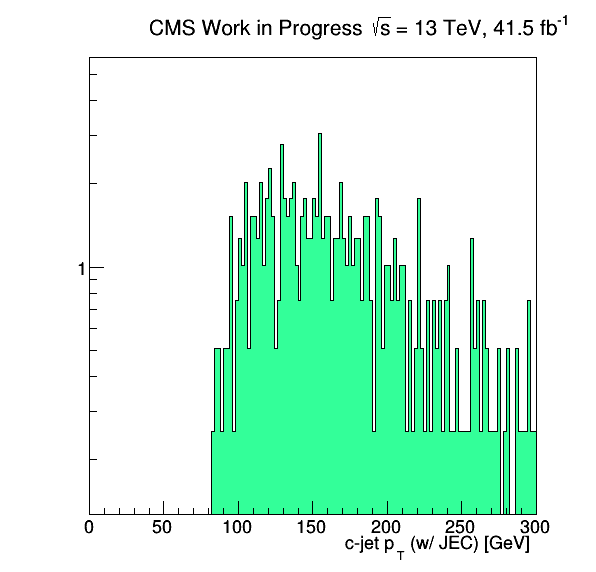 CMS Work in Progress √s = 13 TeV, 41.5 fb⁻¹
1
0 50 100 150 200 250 300
c-jet p_T (w/ JEC) [GeV]